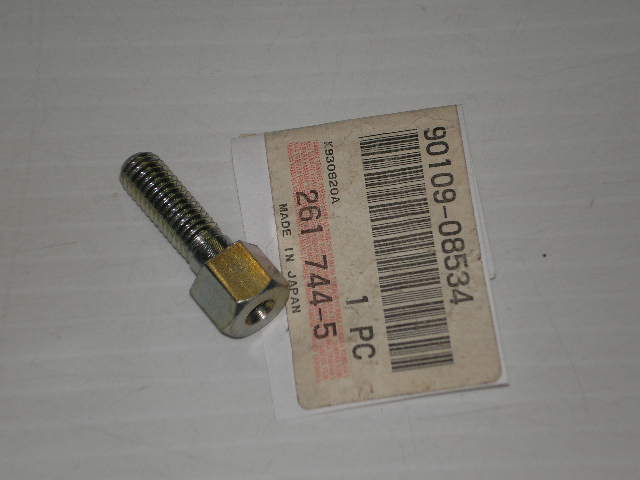 90109-08534
1 PC
K930820A
261 744-5
MADE IN JAPAN